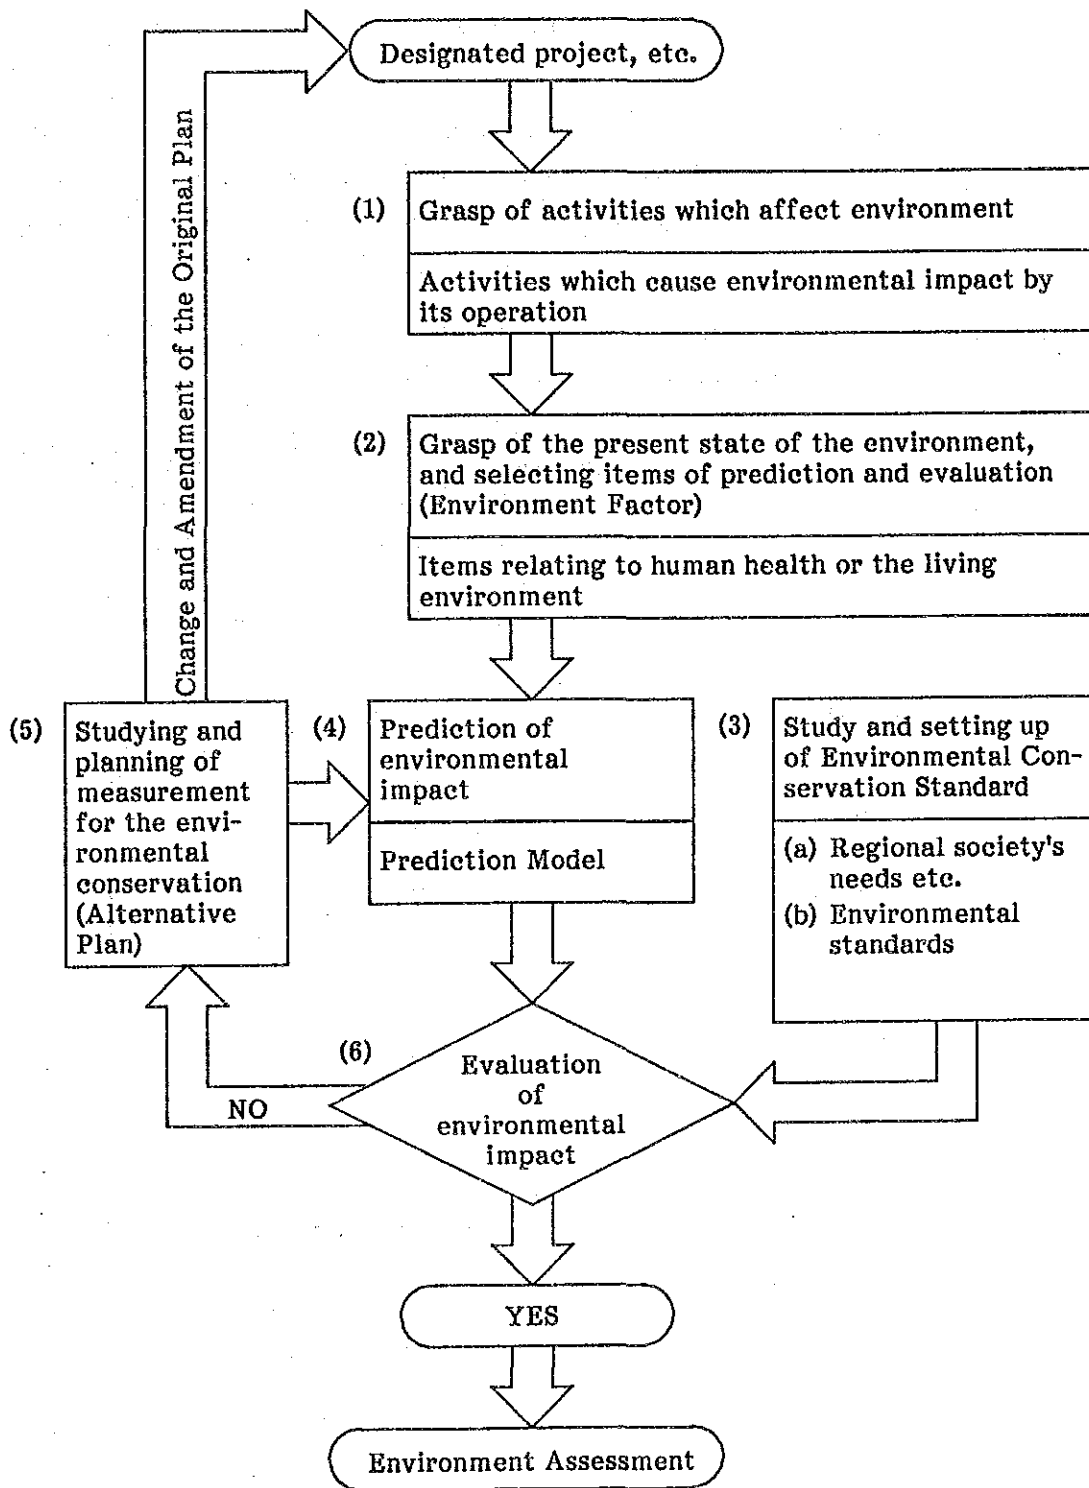 Designated project, etc.
Change and Amendment of the Original Plan
(1)
Grasp of activities which affect environment
Activities which cause environmental impact by
its operation
(2)
Grasp of the present state of the environment,
and selecting items of prediction and evaluation
(Environment Factor)
Items relating to human health or the living
environment
(5)
Studying and
planning of
measurement
for the envi-
ronmental
conservation
(Alternative
Plan)
(4)
Prediction of
environmental
impact
Prediction Model
(3)
Study and setting up
of Environmental Con-
servation Standard
(a) Regional society's
needs etc.
(b) Environmental
standards
(6)
Evaluation
of
environmental
impact
NO
YES
Environment Assessment